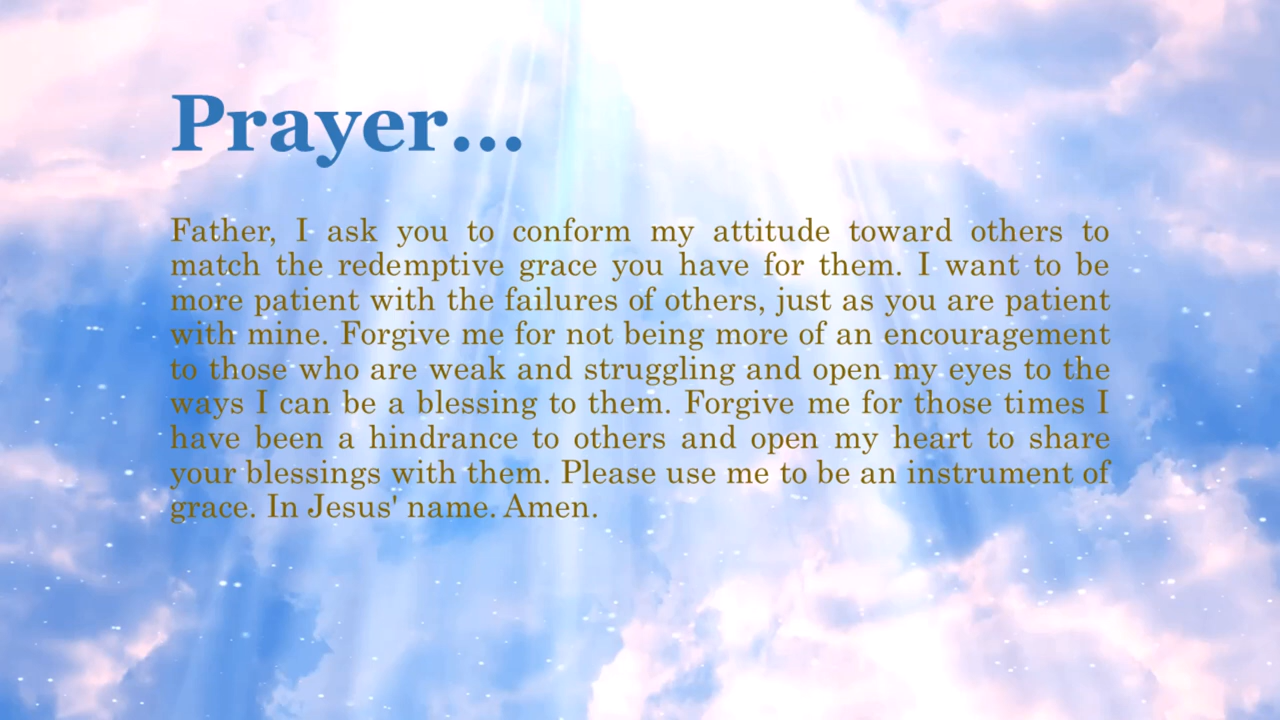 Prayer...
Father, I ask you to conform my attitude toward others to
match the redemptive grace you have for them. I want to be
more patient with the failures of others, just as you are patient
with mine. Forgive me for not being more of an encouragement
to those who are weak and struggling and open my eyes to the
ways I can be a blessing to them. Forgive me for those times I
have been a hindrance to others and open my heart to share
your blessings with them. Please use me to be an instrument of
grace. In Jesus' name. Amen.